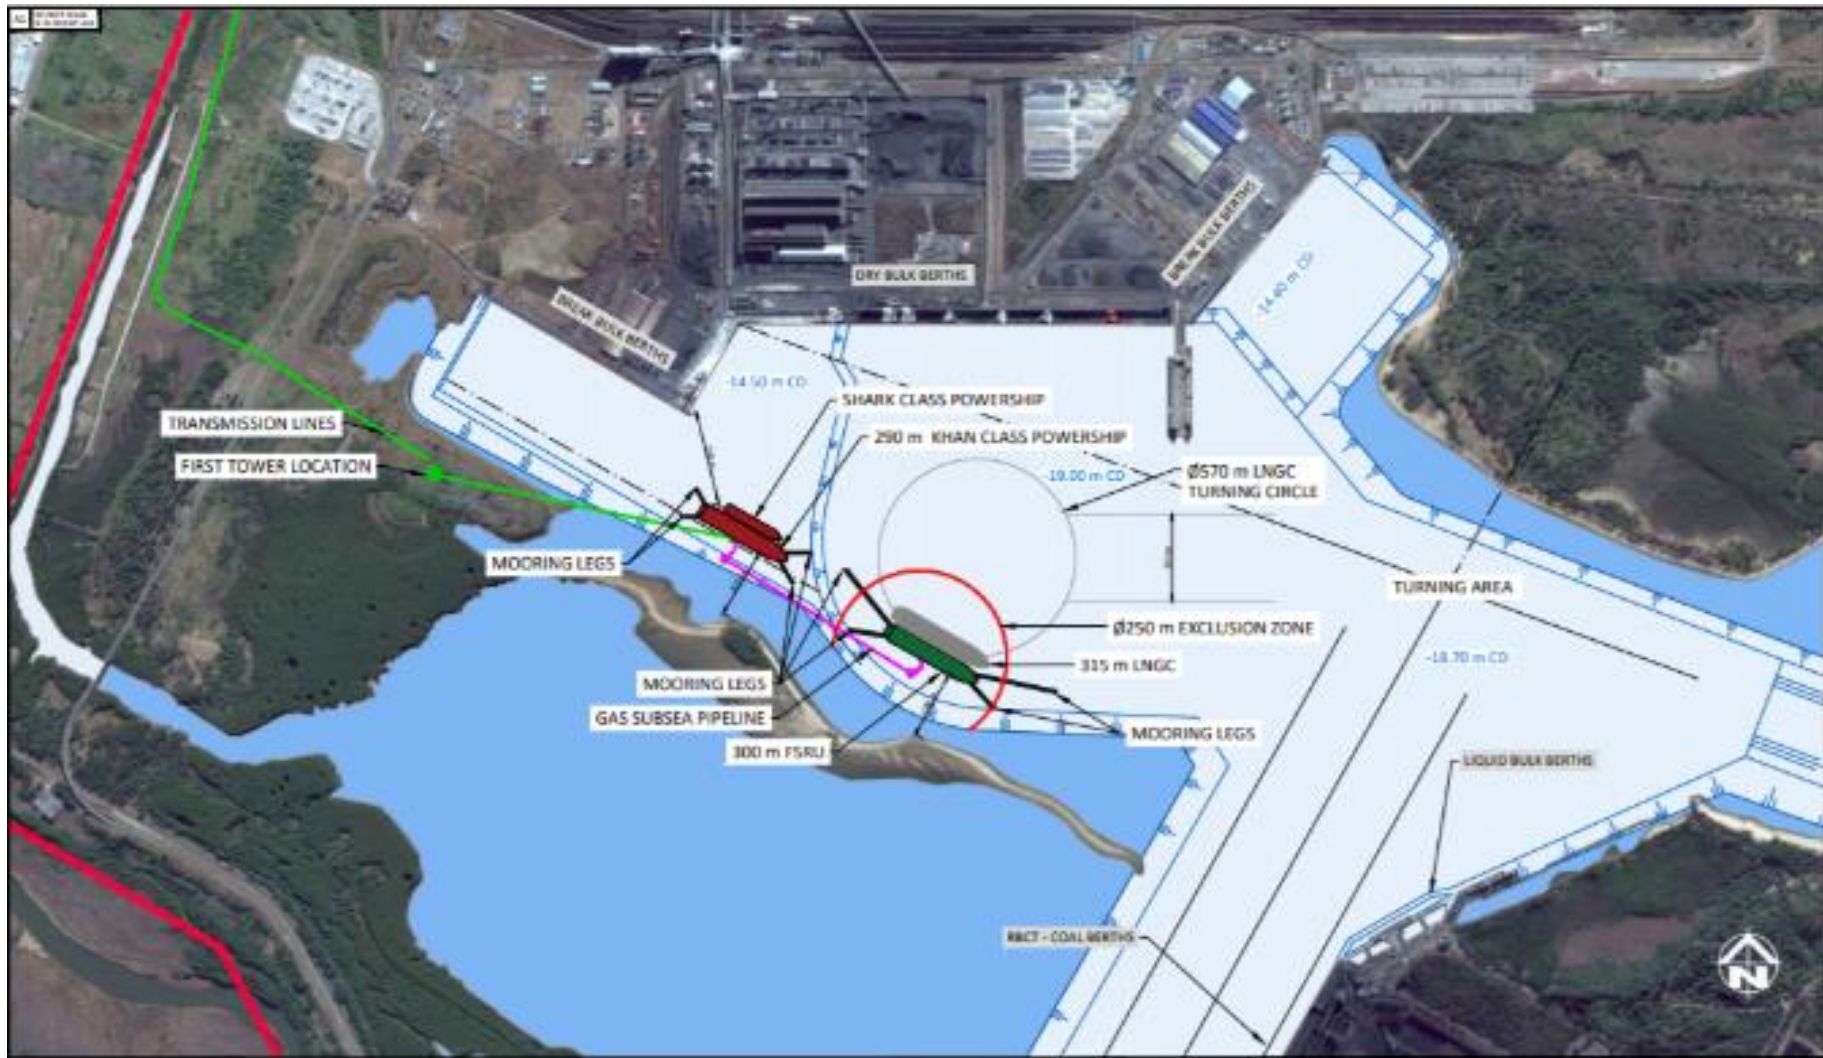 BREAK BULK BERTHS
DRY BULK BERTHS
-14.40 m CD
-14.50 m CD
SHARK CLASS POWERSHIP
290 m KHAN CLASS POWERSHIP
TRANSMISSION LINES
FIRST TOWER LOCATION
-19.00 m CD
Ø570 m LNGC
TURNING CIRCLE
MOORING LEGS
TURNING AREA
Ø250 m EXCLUSION ZONE
-18.70 m CD
315 m LNGC
MOORING LEGS
GAS SUBSEA PIPELINE
300 m FSRU
MOORING LEGS
LIQUID BULK BERTHS
RBCT - COAL BERTHS
N